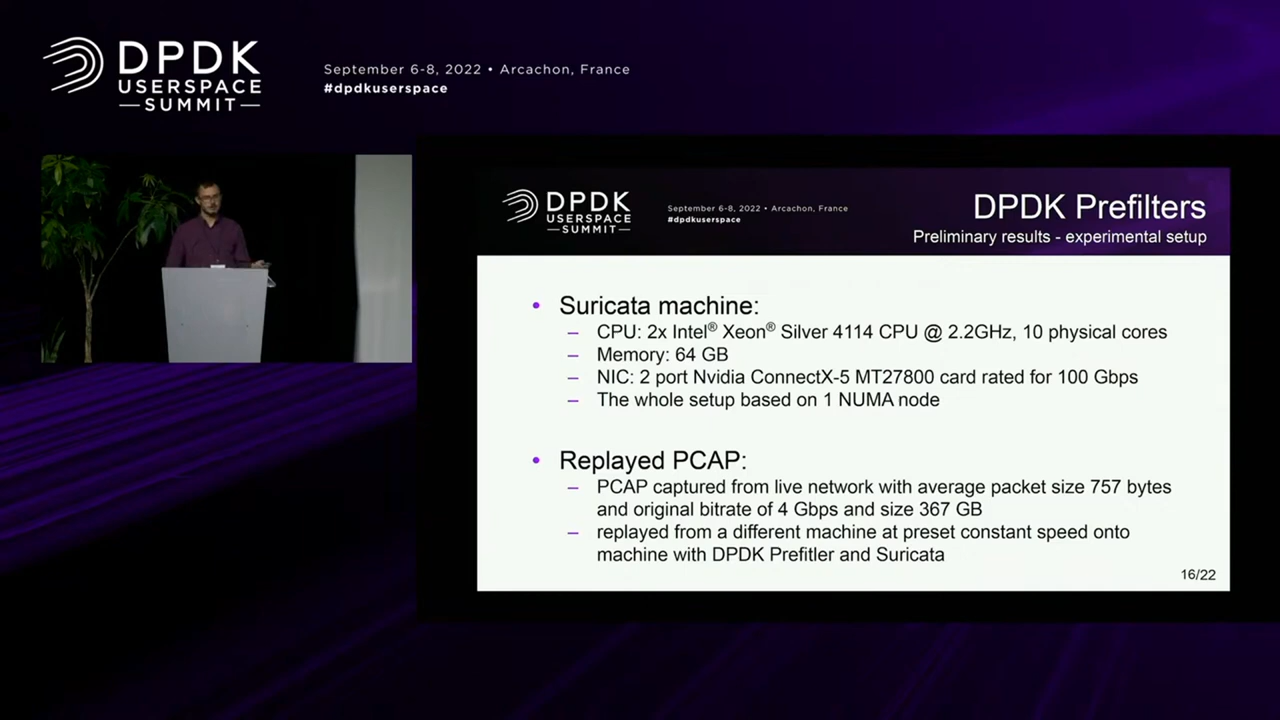 DPDK
USERSPACE
SUMMIT
September 6-8, 2022 • Arcachon, France
#dpdkuserspace
DPDK
USERSPACE
SUMMIT
September 6-8, 2022 • Arcachon, France
#dpdkuserspace
DPDK Prefilters
Preliminary results - experimental setup
• Suricata machine:
– CPU: 2x Intel® Xeon® Silver 4114 CPU @ 2.2GHz, 10 physical cores
– Memory: 64 GB
– NIC: 2 port Nvidia ConnectX-5 MT27800 card rated for 100 Gbps
– The whole setup based on 1 NUMA node
• Replayed PCAP:
– PCAP captured from live network with average packet size 757 bytes
and original bitrate of 4 Gbps and size 367 GB
– replayed from a different machine at preset constant speed onto
machine with DPDK Prefitler and Suricata
16/22